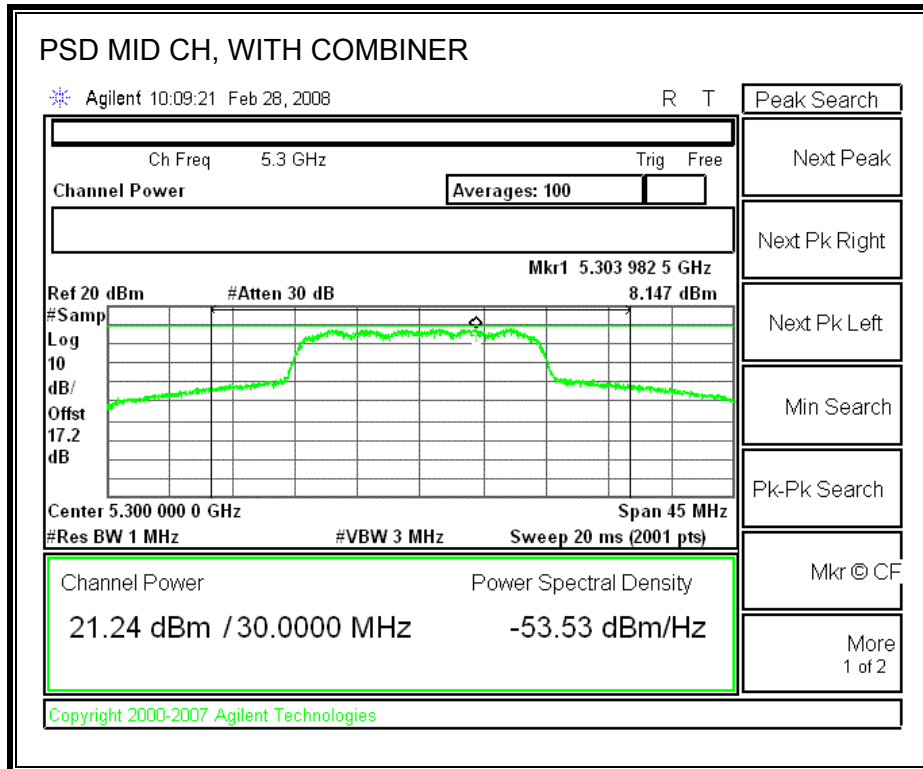 PSD MID CH, WITH COMBINER
Agilent 10:09:21 Feb 28, 2008 R T
Peak Search
Ch Freq 5.3 GHz Trig Free
Channel Power Averages: 100
Mkr1 5.303 982 5 GHz
Ref 20 dBm #Atten 30 dB 8.147 dBm
#Samp
Log
10
dB/
Offst
17.2
dB
Center 5.300 000 0 GHz Span 45 MHz
#Res BW 1 MHz #VBW 3 MHz Sweep 20 ms (2001 pts)
Channel Power Power Spectral Density
21.24 dBm / 30.0000 MHz -53.53 dBm/Hz
Copyright 2000-2007 Agilent Technologies
Next Peak
Next Pk Right
Next Pk Left
Min Search
Pk-Pk Search
Mkr © CF
More
1 of 2